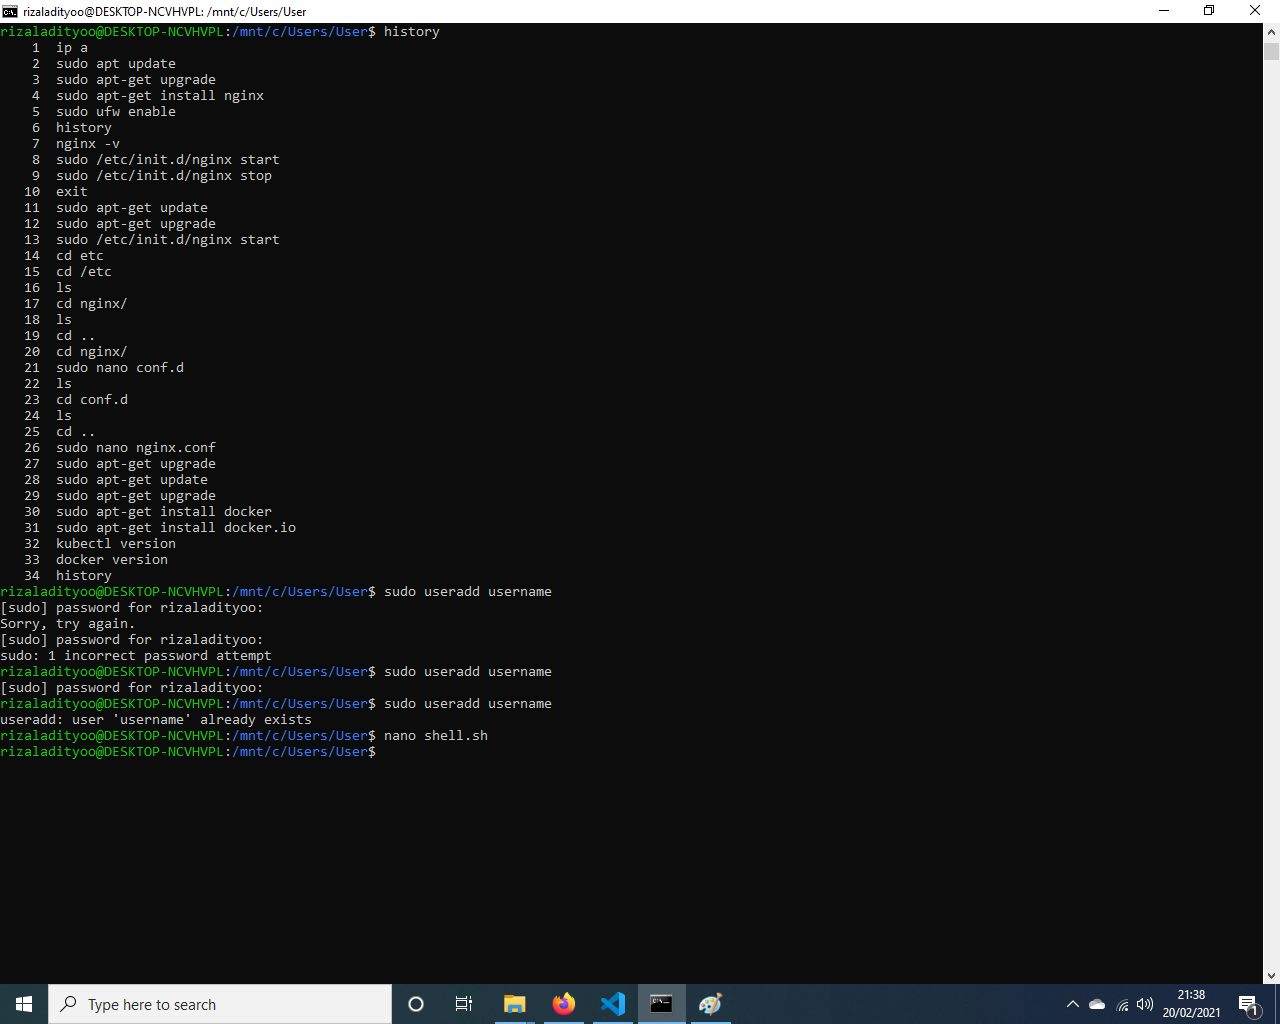 rizaladityoo@DESKTOP-NCVHVPL: /mnt/c/Users/User
rizaladityoo@DESKTOP-NCVHVPL:/mnt/c/Users/User$ history
1 ip a
2 sudo apt update
3 sudo apt-get upgrade
4 sudo apt-get install nginx
5 sudo ufw enable
6 history
7 nginx -v
8 sudo /etc/init.d/nginx start
9 sudo /etc/init.d/nginx stop
10 exit
11 sudo apt-get update
12 sudo apt-get upgrade
13 sudo /etc/init.d/nginx start
14 cd etc
15 cd /etc
16 ls
17 cd nginx/
18 ls
19 cd ..
20 cd nginx/
21 sudo nano conf.d
22 ls
23 cd conf.d
24 ls
25 cd ..
26 sudo nano nginx.conf
27 sudo apt-get upgrade
28 sudo apt-get update
29 sudo apt-get upgrade
30 sudo apt-get install docker
31 sudo apt-get install docker.io
32 kubectl version
33 docker version
34 history
rizaladityoo@DESKTOP-NCVHVPL:/mnt/c/Users/User$ sudo useradd username
[sudo] password for rizaladityoo:
Sorry, try again.
[sudo] password for rizaladityoo:
sudo: 1 incorrect password attempt
rizaladityoo@DESKTOP-NCVHVPL:/mnt/c/Users/User$ sudo useradd username
[sudo] password for rizaladityoo:
rizaladityoo@DESKTOP-NCVHVPL:/mnt/c/Users/User$ sudo useradd username
useradd: user 'username' already exists
rizaladityoo@DESKTOP-NCVHVPL:/mnt/c/Users/User$ nano shell.sh
rizaladityoo@DESKTOP-NCVHVPL:/mnt/c/Users/User$
Type here to search
21:38
20/02/2021
1